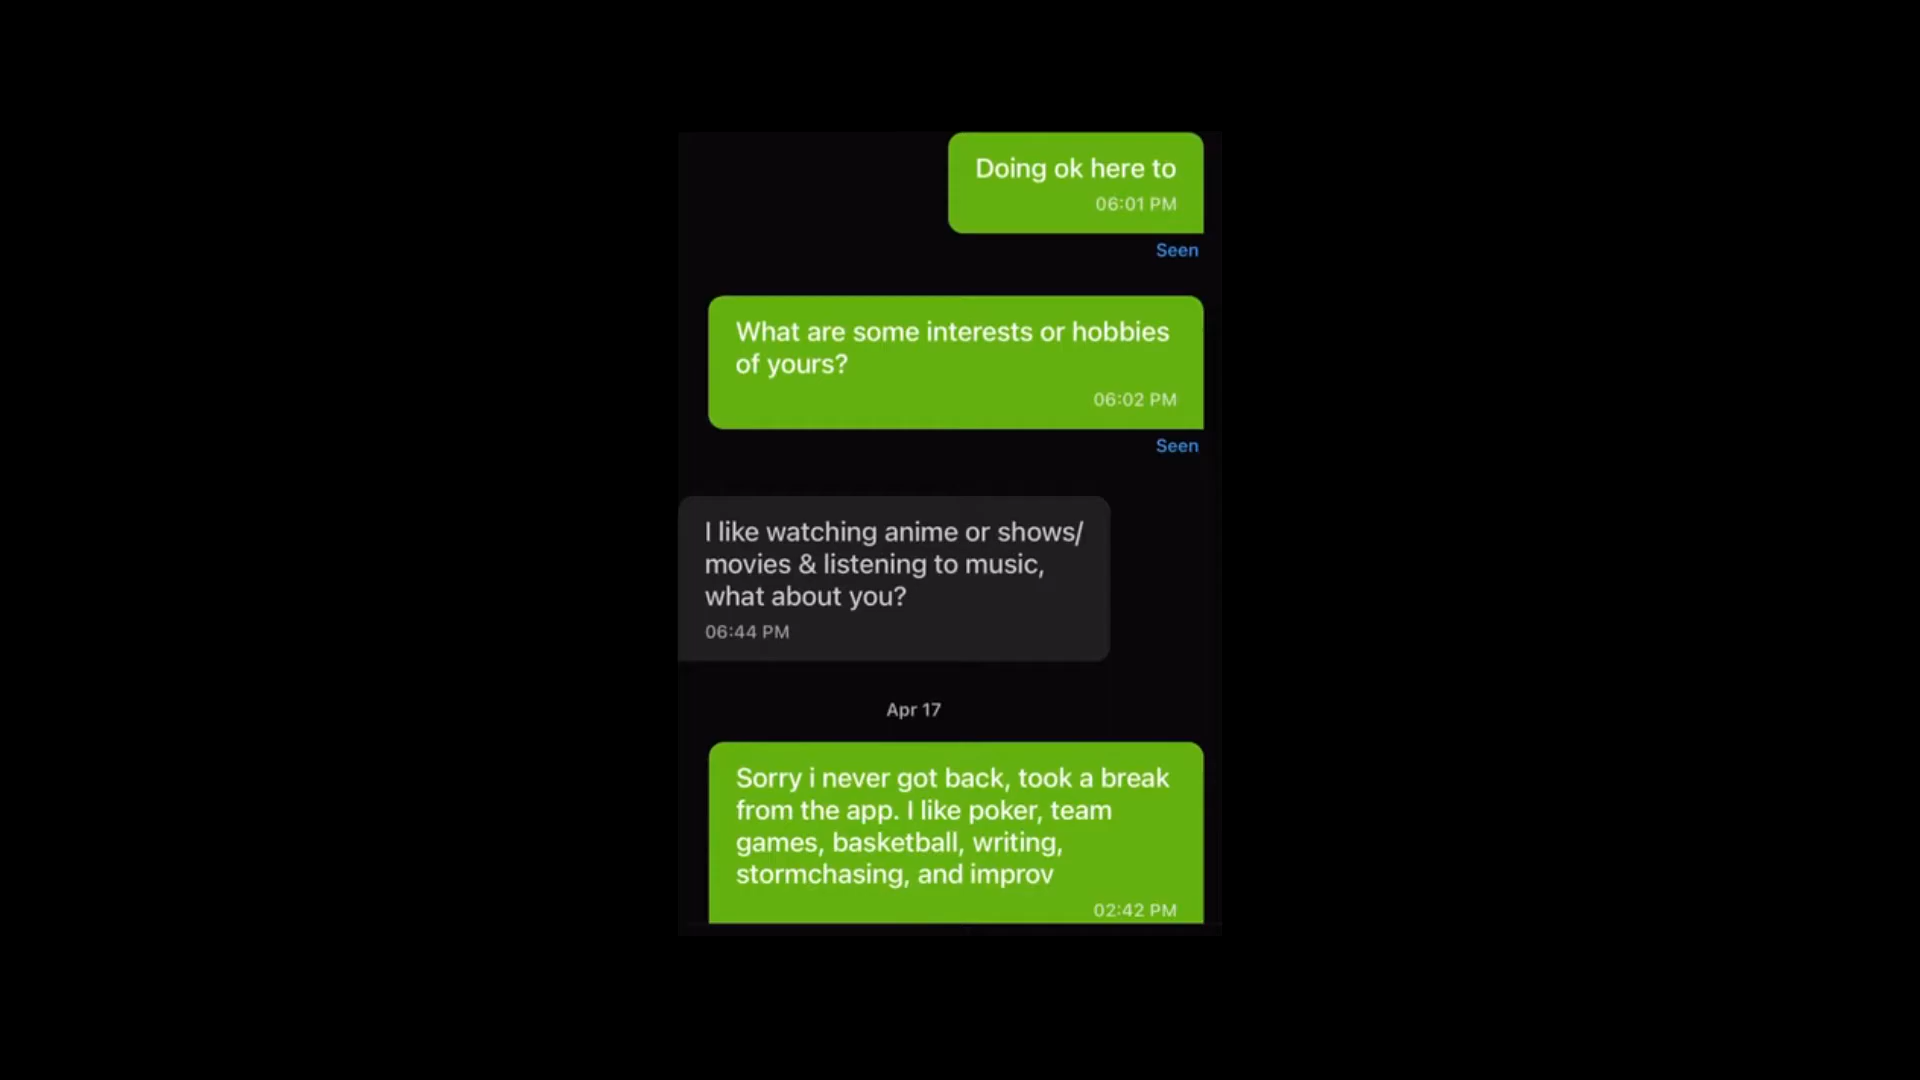 Doing ok here to
06:01 PM
Seen
What are some interests or hobbies
of yours?
06:02 PM
Seen
I like watching anime or shows/
movies & listening to music,
what about you?
06:44 PM
Apr 17
Sorry i never got back, took a break
from the app. I like poker, team
games, basketball, writing,
stormchasing, and improv
02:42 PM